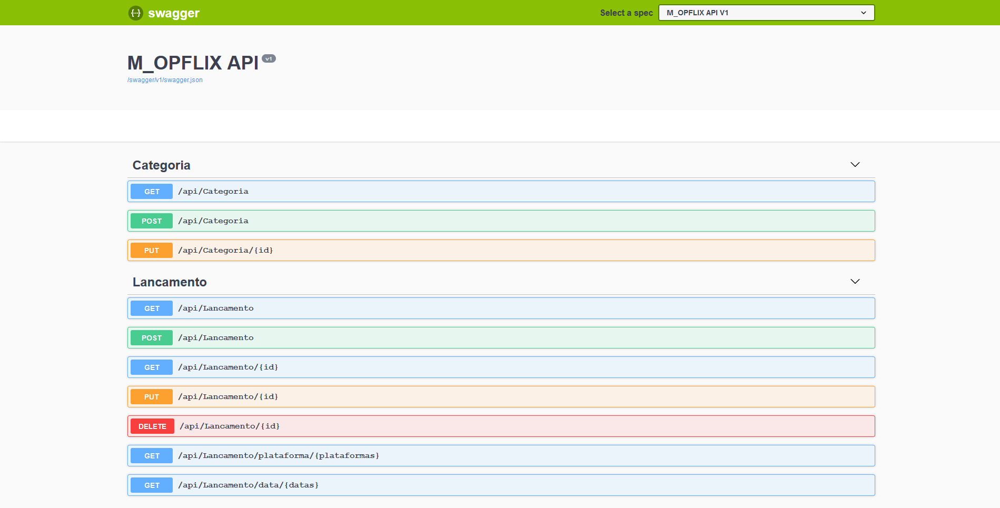 {···} swagger
Select a spec M_OPFLIX API V1
M_OPFLIX API v1
/swagger/v1/swagger.json
Categoria
GET /api/Categoria
POST /api/Categoria
PUT /api/Categoria/{id}
Lancamento
GET /api/Lancamento
POST /api/Lancamento
GET /api/Lancamento/{id}
PUT /api/Lancamento/{id}
DELETE /api/Lancamento/{id}
GET /api/Lancamento/plataforma/{plataformas}
GET /api/Lancamento/data/{datas}